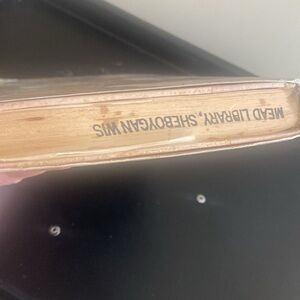 MEAD LIBRARY, SHEBOYGAN WIS